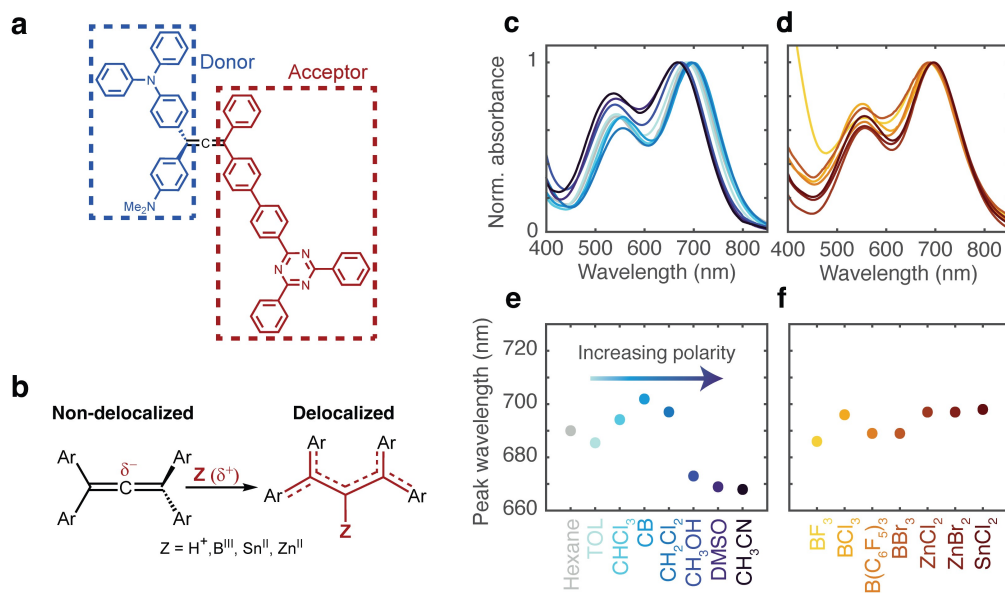 a
Donor
Acceptor
N
C
Me2N
N
N
N
b
Non-delocalized
Delocalized
Ar
Ar
δ−
C
Z (δ+)
Ar
Ar
Ar
Ar
Ar
Ar
Z
Z = H+,BIII, SnII, ZnII
c
Norm. absorbance
1
0
400 500 600 700 800
Wavelength (nm)
d
400 500 600 700 800
Wavelength (nm)
e
Peak wavelength (nm)
720
700
680
660
Increasing polarity
Hexane
TOL
CHCl3
CB
CH2Cl2
CH3OH
DMSO
CH3CN
f
BF3
BCl3
B(C6F5)3
BBr3
ZnCl2
ZnBr2
SnCl2